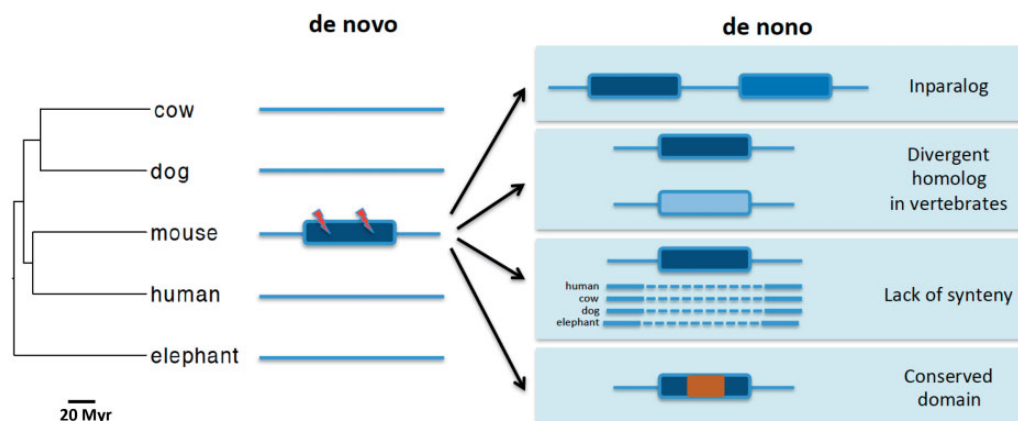 de novo
de nono
cow
dog
mouse
human
elephant
20 Myr
Inparalog
Divergent
homolog
in vertebrates
human
cow
dog
elephant
Lack of synteny
Conserved
domain